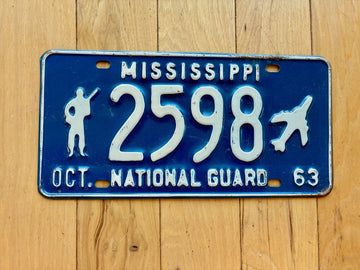 MISSISSIPPI
2598
OCT. NATIONAL GUARD 63